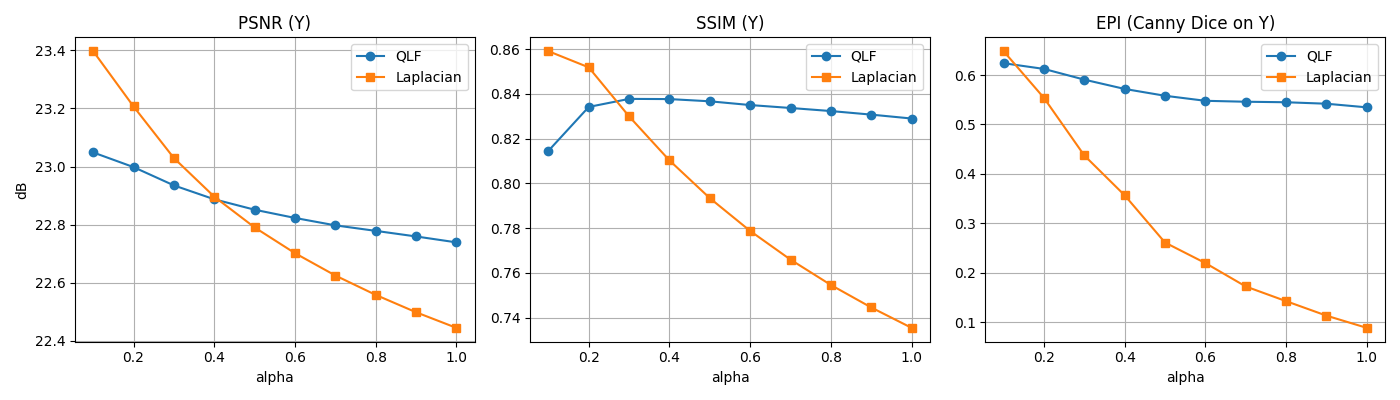 PSNR (Y)
dB
23.4
23.2
23.0
22.8
22.6
22.4
0.2 0.4 0.6 0.8 1.0
alpha
QLF
Laplacian
SSIM (Y)
0.86
0.84
0.82
0.80
0.78
0.76
0.74
0.2 0.4 0.6 0.8 1.0
alpha
QLF
Laplacian
EPI (Canny Dice on Y)
0.6
0.5
0.4
0.3
0.2
0.1
0.2 0.4 0.6 0.8 1.0
alpha
QLF
Laplacian